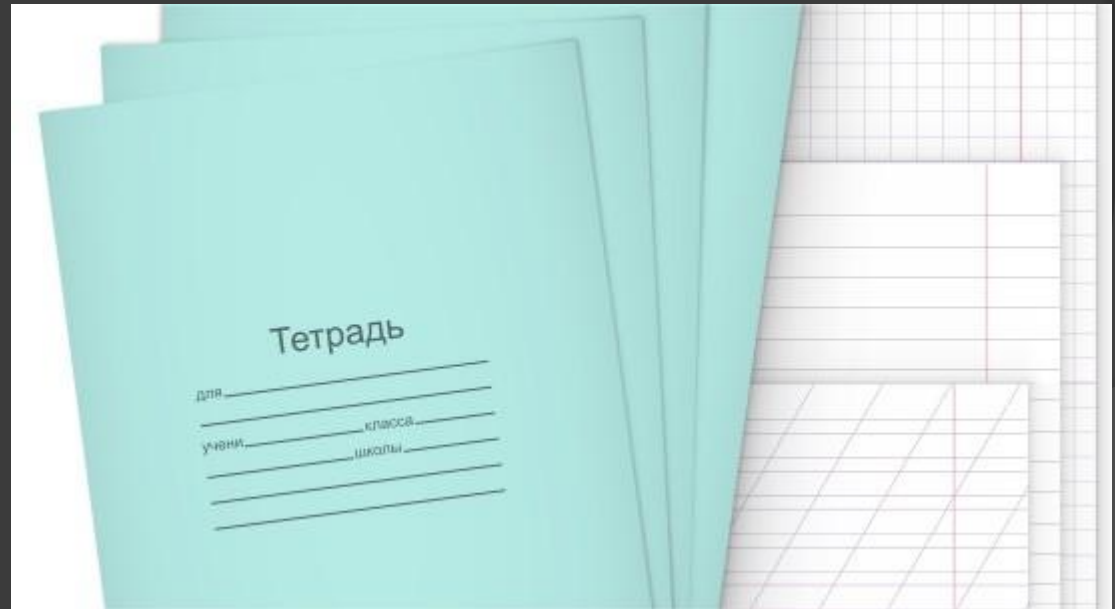 Тетрадь
для
учени класса
школы